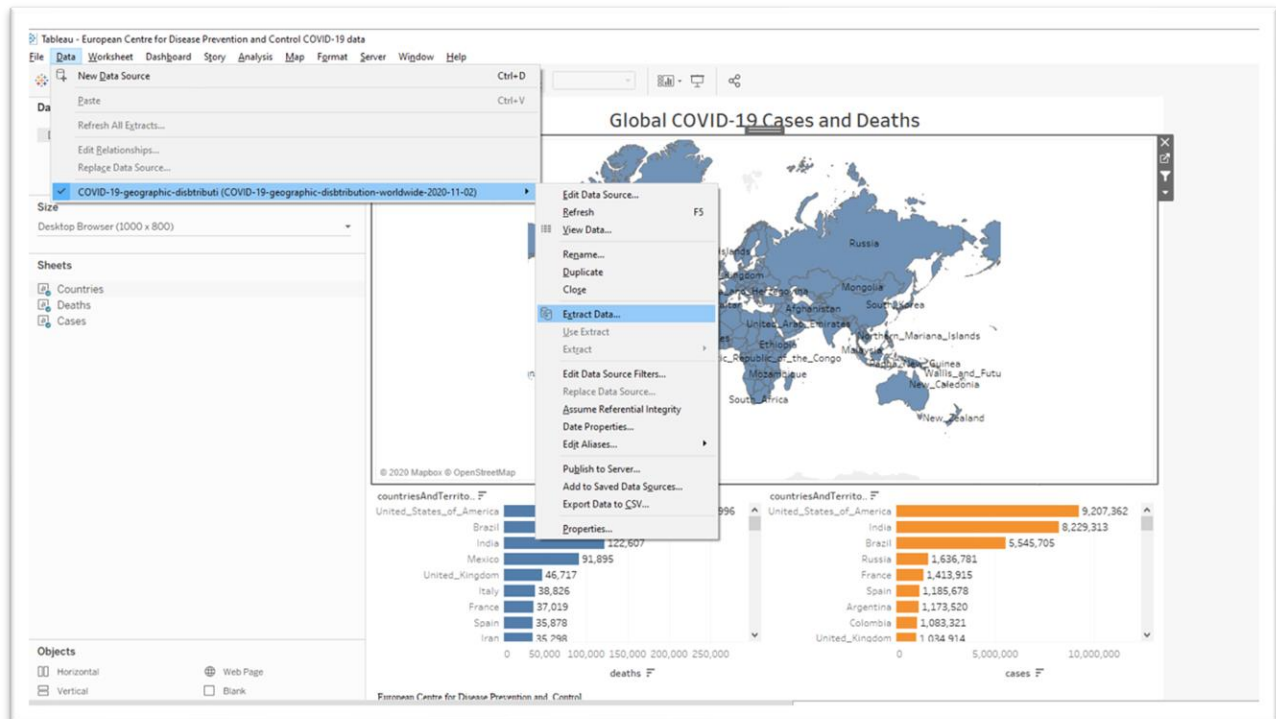 Tableau - European Centre for Disease Prevention and Control COVID-19 data
File Data Worksheet Dashboard Story Analysis Map Format Server Window Help
New Data Source Ctrl+D
Paste Ctrl+V
Refresh All Extracts...
Edit Relationships...
Replace Data Source...
COVID-19-geographic-disbtributi (COVID-19-geographic-disbtribution-worldwide-2020-11-02)
Edit Data Source...
Refresh F5
View Data...
Rename...
Duplicate
Close
Extract Data...
Use Extract
Extract
Edit Data Source Filters...
Replace Data Source...
Assume Referential Integrity
Date Properties...
Edit Aliases...
Publish to Server...
Add to Saved Data Sources...
Export Data to CSV...
Properties...
Da
Size
Desktop Browser (1000 x 800)
Sheets
Countries
Deaths
Cases
Objects
Horizontal Web Page
Vertical Blank
Global COVID-19 Cases and Deaths
Russia
Mongolia
Afghanistan South_Korea
United_Arab_Emirates Northern_Mariana_Islands
Ethiopia Malaysia
ic_Republic_of_the_Congo Papua_New_Guinea
Mozambique Wallis_and_Futu
New_Caledonia
South_Africa
New_Zealand
© 2020 Mapbox © OpenStreetMap
countriesAndTerrito..
United_States_of_America 996
Brazil
India 122,607
Mexico 91,895
United_Kingdom 46,717
Italy 38,826
France 37,019
Spain 35,878
Iran 35,298
0 50,000 100,000 150,000 200,000 250,000
deaths
countriesAndTerrito..
United_States_of_America 9,207,362
India 8,229,313
Brazil 5,545,705
Russia 1,636,781
France 1,413,915
Spain 1,185,678
Argentina 1,173,520
Colombia 1,083,321
United_Kingdom 1,034,914
0 5,000,000 10,000,000
cases
European Centre for Disease Prevention and Control